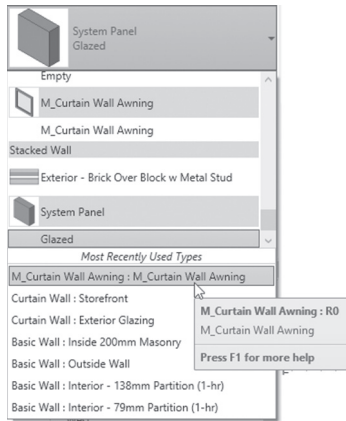 System Panel
Glazed
Empty
M_Curtain Wall Awning
M_Curtain Wall Awning
Stacked Wall
Exterior - Brick Over Block w Metal Stud
System Panel
Glazed
Most Recently Used Types
M_Curtain Wall Awning : M_Curtain Wall Awning
Curtain Wall : Storefront
Curtain Wall : Exterior Glazing
Basic Wall : Inside 200mm Masonry
Basic Wall : Outside Wall
Basic Wall : Interior - 138mm Partition (1-hr)
Basic Wall : Interior - 79mm Partition (1-hr)
M_Curtain Wall Awning : R0
M_Curtain Wall Awning
Press F1 for more help